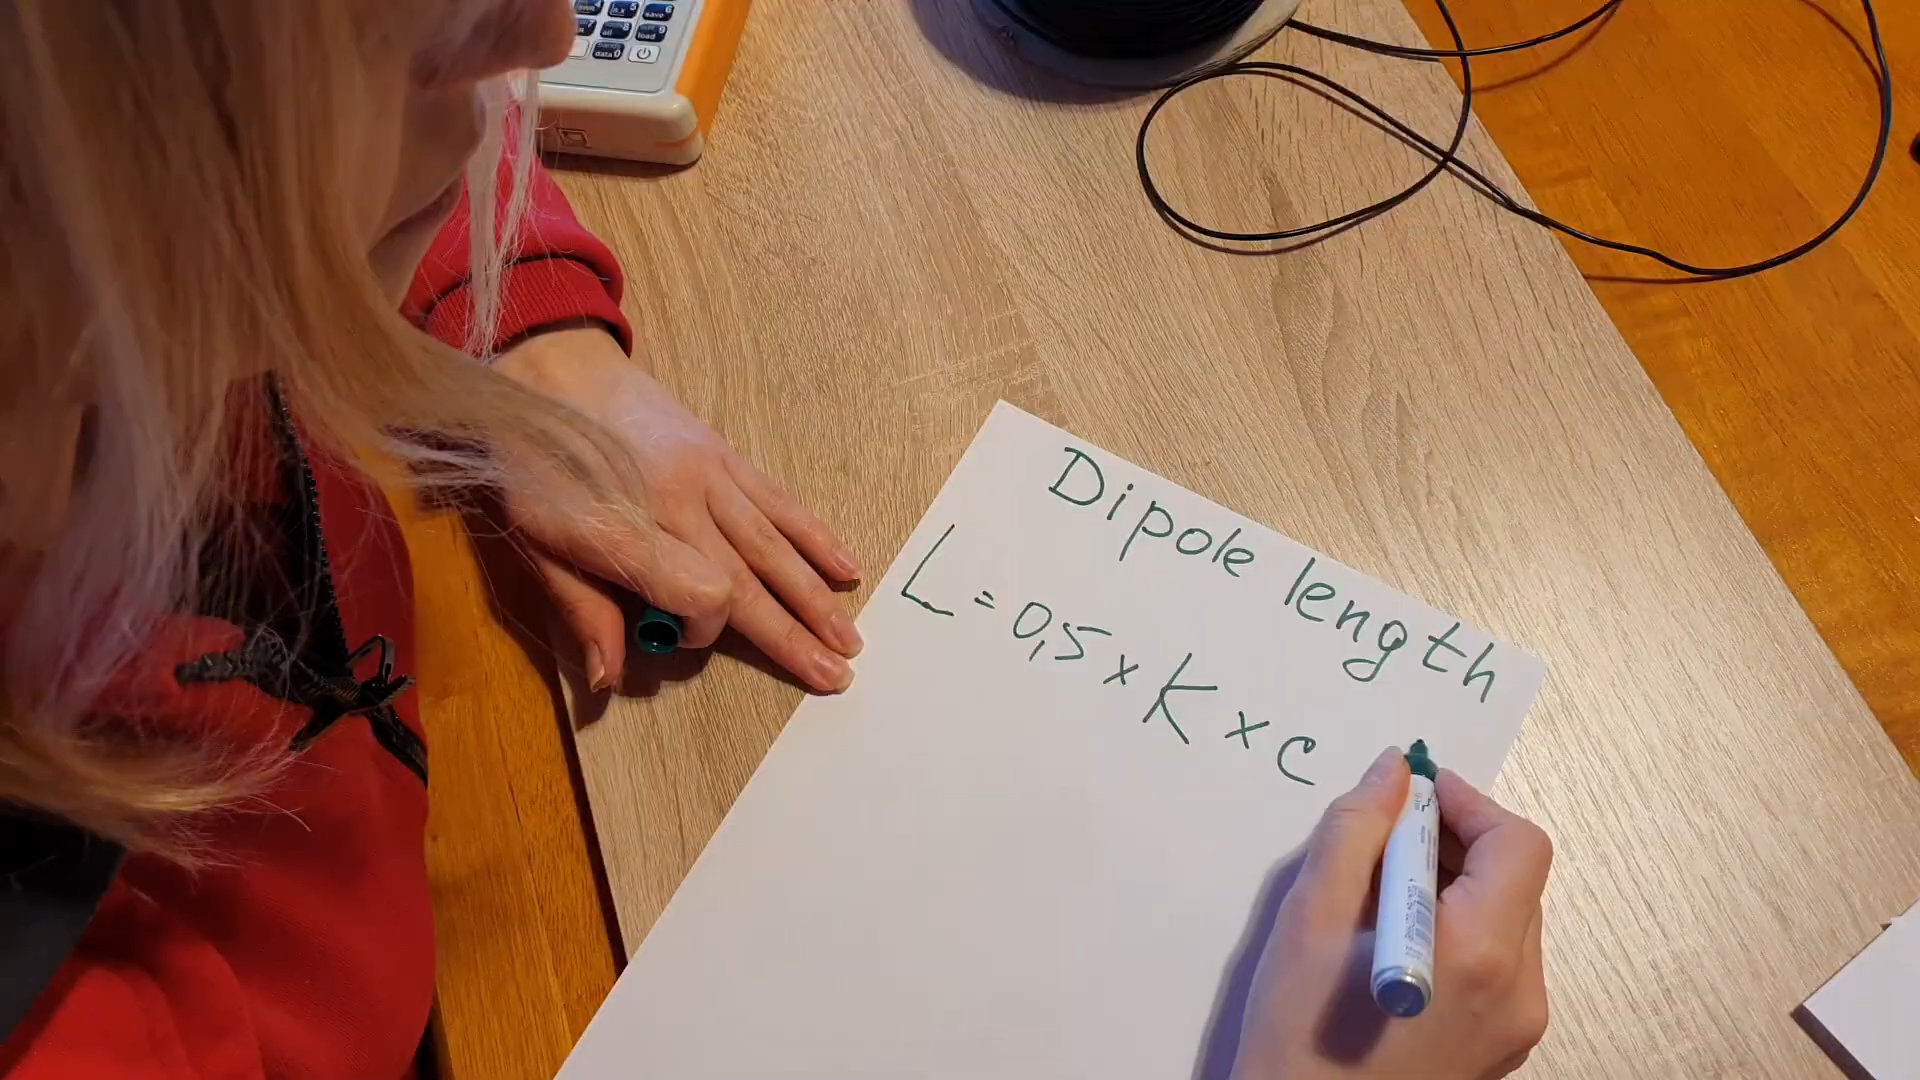 Dipole length
L = 0,5 x K x c